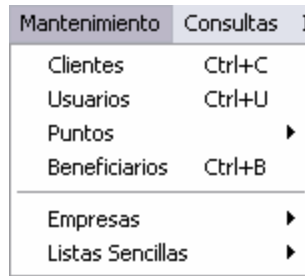 Mantenimiento Consultas
Clientes Ctrl+C
Usuarios Ctrl+U
Puntos
Beneficiarios Ctrl+B
Empresas
Listas Sencillas